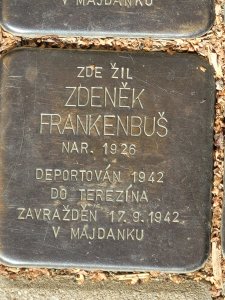 V MAJDANKU
ZDE ŽIL
ZDENĚK
FRANKENBUŠ
NAR. 1926
DEPORTOVÁN 1942
DO TEREZÍNA
ZAVRAŽDĚN 17.9.1942
V MAJDANKU